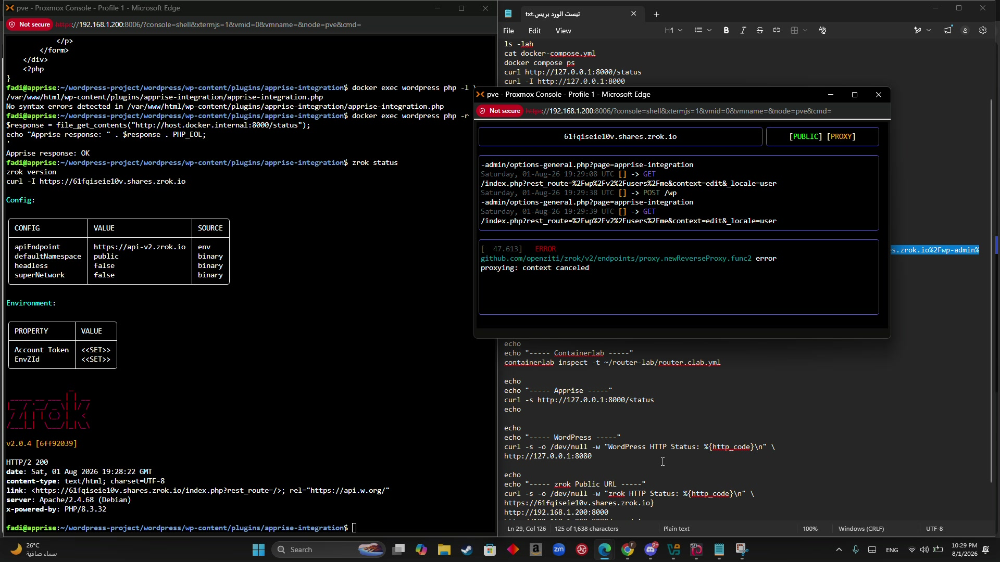 pve - Proxmox Console - Profile 1 - Microsoft Edge
Not secure https://192.168.1.200:8006/?console=shell&xtermjs=1&vmid=0&vmname=&node=pve&cmd=
</p>
</form>
</div>
<?php
}
fadi@apprise:~/wordpress-project/wordpress/wp-content/plugins/apprise-integration$ docker exec wordpress php -l \
/var/www/html/wp-content/plugins/apprise-integration/apprise-integration.php
No syntax errors detected in /var/www/html/wp-content/plugins/apprise-integration/apprise-integration.php
fadi@apprise:~/wordpress-project/wordpress/wp-content/plugins/apprise-integration$ docker exec wordpress php -r
$response = file_get_contents("http://host.docker.internal:8000/status");
echo "Apprise response: " . $response . PHP_EOL;
'
Apprise response: OK
fadi@apprise:~/wordpress-project/wordpress/wp-content/plugins/apprise-integration$ zrok status
zrok version
curl -I https://61fqiseie10v.shares.zrok.io
Config:
CONFIG VALUE SOURCE
apiEndpoint https://api-v2.zrok.io env
defaultNamespace public binary
headless false binary
superNetwork false binary
Environment:
PROPERTY VALUE
Account Token <<SET>>
EnvZId <<SET>>
zrok
v2.0.4 [6ff92039]
HTTP/2 200
date: Sat, 01 Aug 2026 19:28:22 GMT
content-type: text/html; charset=UTF-8
link: <https://61fqiseie10v.shares.zrok.io/index.php?rest_route=/>; rel="https://api.w.org/"
server: Apache/2.4.68 (Debian)
x-powered-by: PHP/8.3.32
fadi@apprise:~/wordpress-project/wordpress/wp-content/plugins/apprise-integration$
تيست الورد بريس.txt
File Edit View H1
ls -lah
cat docker-compose.yml
docker compose ps
curl http://127.0.0.1:8000/status
curl -I http://127.0.0.1:8000
pve - Proxmox Console - Profile 1 - Microsoft Edge
Not secure https://192.168.1.200:8006/?console=shell&xtermjs=1&vmid=0&vmname=&node=pve&cmd=
61fqiseie10v.shares.zrok.io [PUBLIC] [PROXY]
-admin/options-general.php?page=apprise-integration
Saturday, 01-Aug-26 19:29:08 UTC [] -> GET
/index.php?rest_route=%2Fwp%2Fv2%2Fusers%2Fme&context=edit&_locale=user
Saturday, 01-Aug-26 19:29:38 UTC [] -> POST /wp
-admin/options-general.php?page=apprise-integration
Saturday, 01-Aug-26 19:29:39 UTC [] -> GET
/index.php?rest_route=%2Fwp%2Fv2%2Fusers%2Fme&context=edit&_locale=user
[ 47.613] ERROR
github.com/openziti/zrok/v2/endpoints/proxy.newReverseProxy.func2 error
proxying: context canceled
s.zrok.io%2Fwp-admin%
echo
echo "----- Containerlab -----"
containerlab inspect -t ~/router-lab/router.clab.yml
echo
echo "----- Apprise -----"
curl -s http://127.0.0.1:8000/status
echo
echo
echo "----- WordPress -----"
curl -s -o /dev/null -w "WordPress HTTP Status: %{http_code}\n" \
http://127.0.0.1:8080
echo
echo "----- zrok Public URL -----"
curl -s -o /dev/null -w "zrok HTTP Status: %{http_code}\n" \
https://61fqiseie10v.shares.zrok.io}
http://192.168.1.200:8000
Ln 29, Col 126 125 of 1,638 characters Plain text 100% Windows (CRLF) UTF-8
26°C
سماء صافية
Search
ENG
10:29 PM
8/1/2026